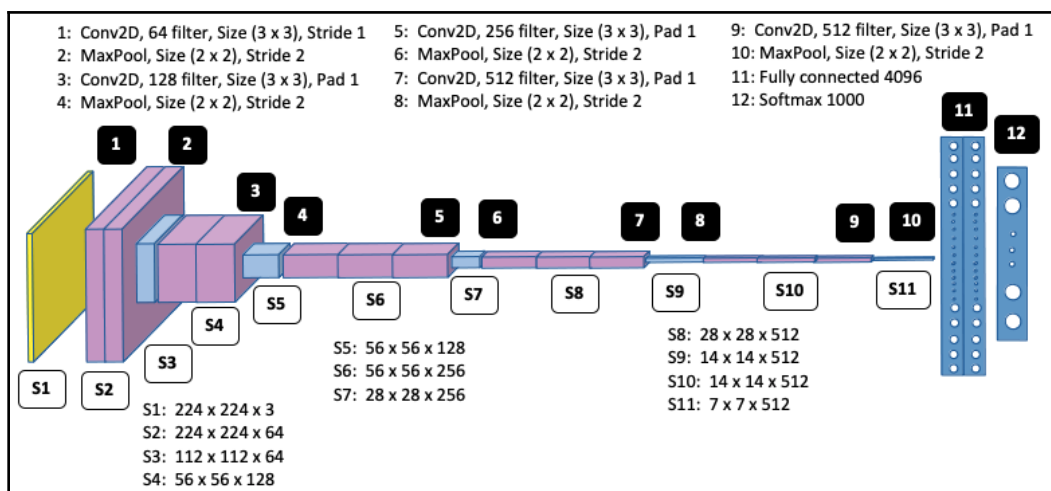 1: Conv2D, 64 filter, Size (3 x 3), Stride 1
2: MaxPool, Size (2 x 2), Stride 2
3: Conv2D, 128 filter, Size (3 x 3), Pad 1
4: MaxPool, Size (2 x 2), Stride 2
5: Conv2D, 256 filter, Size (3 x 3), Pad 1
6: MaxPool, Size (2 x 2), Stride 2
7: Conv2D, 512 filter, Size (3 x 3), Pad 1
8: MaxPool, Size (2 x 2), Stride 2
9: Conv2D, 512 filter, Size (3 x 3), Pad 1
10: MaxPool, Size (2 x 2), Stride 2
11: Fully connected 4096
12: Softmax 1000
1
2
3
4
5
6
7
8
9
10
11
12
S1
S2
S3
S4
S5
S6
S7
S8
S9
S10
S11
S1: 224 x 224 x 3
S2: 224 x 224 x 64
S3: 112 x 112 x 64
S4: 56 x 56 x 128
S5: 56 x 56 x 128
S6: 56 x 56 x 256
S7: 28 x 28 x 256
S8: 28 x 28 x 512
S9: 14 x 14 x 512
S10: 14 x 14 x 512
S11: 7 x 7 x 512